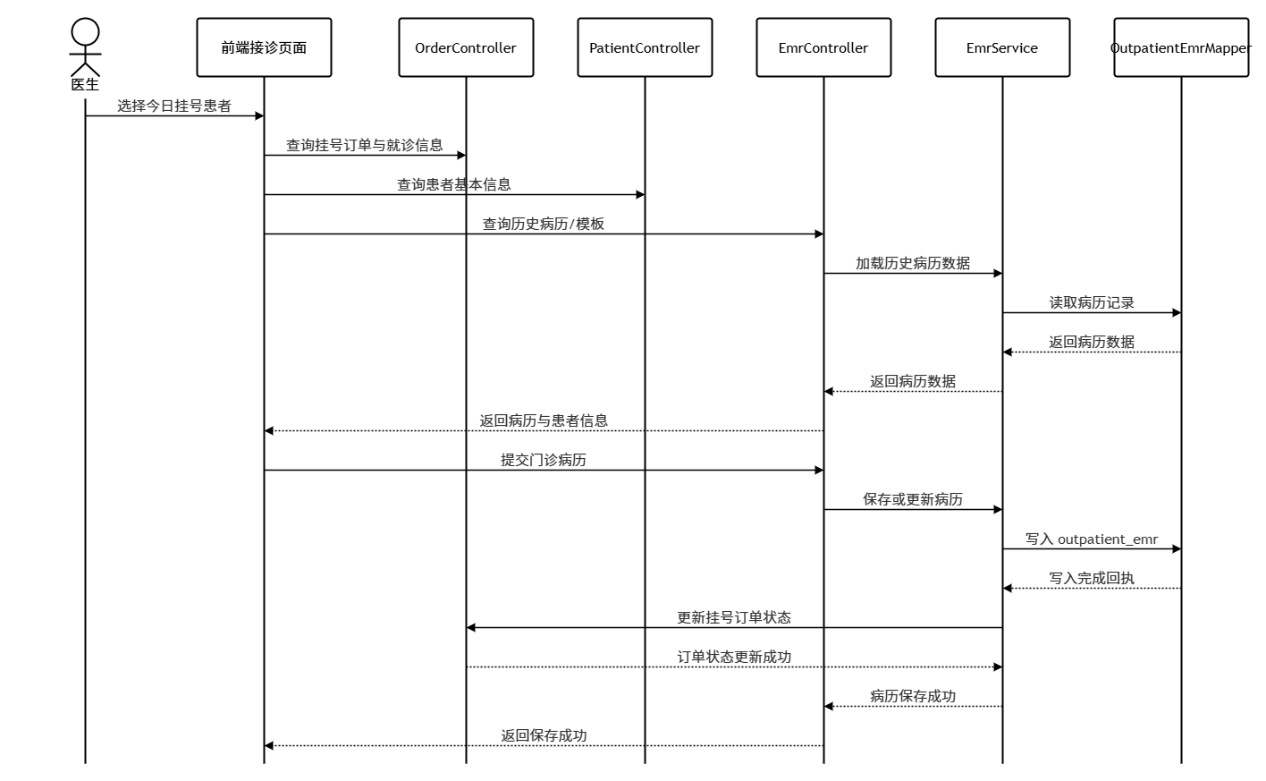 医生
前端接诊页面
OrderController
PatientController
EmrController
EmrService
OutpatientEmrMapper
选择今日挂号患者
查询挂号订单与就诊信息
查询患者基本信息
查询历史病历/模板
加载历史病历数据
读取病历记录
返回病历数据
返回病历数据
返回病历与患者信息
提交门诊病历
保存或更新病历
写入 outpatient_emr
写入完成回执
更新挂号订单状态
订单状态更新成功
病历保存成功
返回保存成功